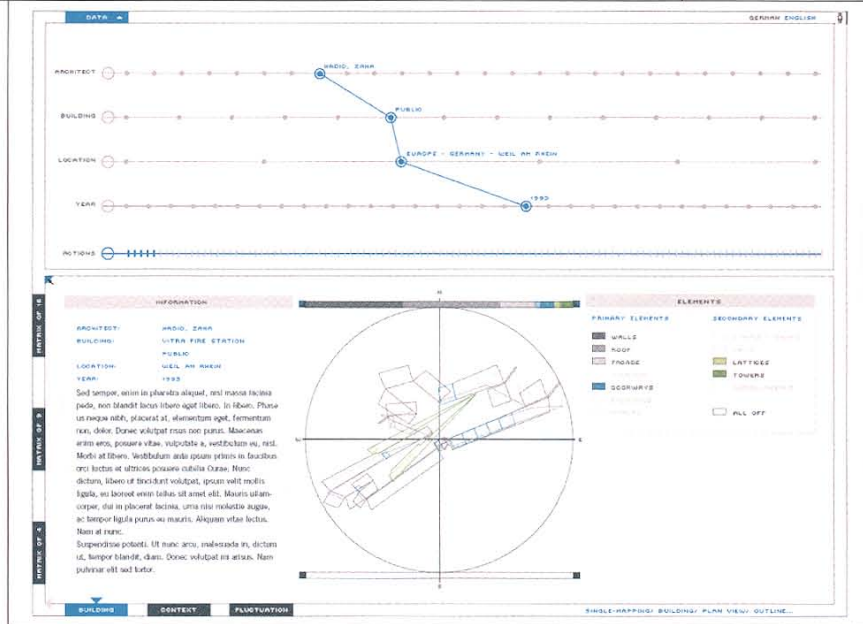 DATA
GERMAN ENGLISH
ARCHITECT
HADID, ZAHA
BUILDING
PUBLIC
LOCATION
EUROPE - GERMANY - WEIL AM RHEIN
YEAR
1993
ACTIONS
MATRIX OF 16
MATRIX OF 9
MATRIX OF 4
INFORMATION
ARCHITECT: HADID, ZAHA
BUILDING: VITRA FIRE STATION
PUBLIC
LOCATION: WEIL AM RHEIN
YEAR: 1993
Sed semper, enim in pharetra aliquet, nisl massa lacinia
pede, non blandit lacus libero eget libero. In libero. Phase
us neque nibh, placerat at, elementum eget, fermentum
non, dolor. Donec volutpat risus non purus. Maecenas
enim eros, posuere vitae, vulputate a, vestibulum eu, nisl.
Morbi at libero. Vestibulum ante ipsum primis in faucibus
orci luctus et ultrices posuere cubilia Curae; Nunc
dictum, libero ut tincidunt volutpat, ipsum velit mollis
ligula, eu laoreet enim tellus sit amet elit. Mauris ullam-
corper, dui in placerat lacinia, urna nisi molestie augue,
ac tempor ligula purus eu mauris. Aliquam vitae lectus.
Nam at nunc.
Suspendisse potenti. Ut nunc arcu, malesuada in, dictum
ut, tempor blandit, diam. Donec volutpat mi a risus. Nam
pulvinar elit sed tortor.
N
E
S
ELEMENTS
PRIMARY ELEMENTS
SECONDARY ELEMENTS
WALLS
ROOF
FACADE
DOORWAYS
LATTICES
TOWERS
ALL OFF
BUILDING
CONTEXT
FLUCTUATION
SINGLE-MAPPING/ BUILDING/ PLAN VIEW/ OUTLINE...